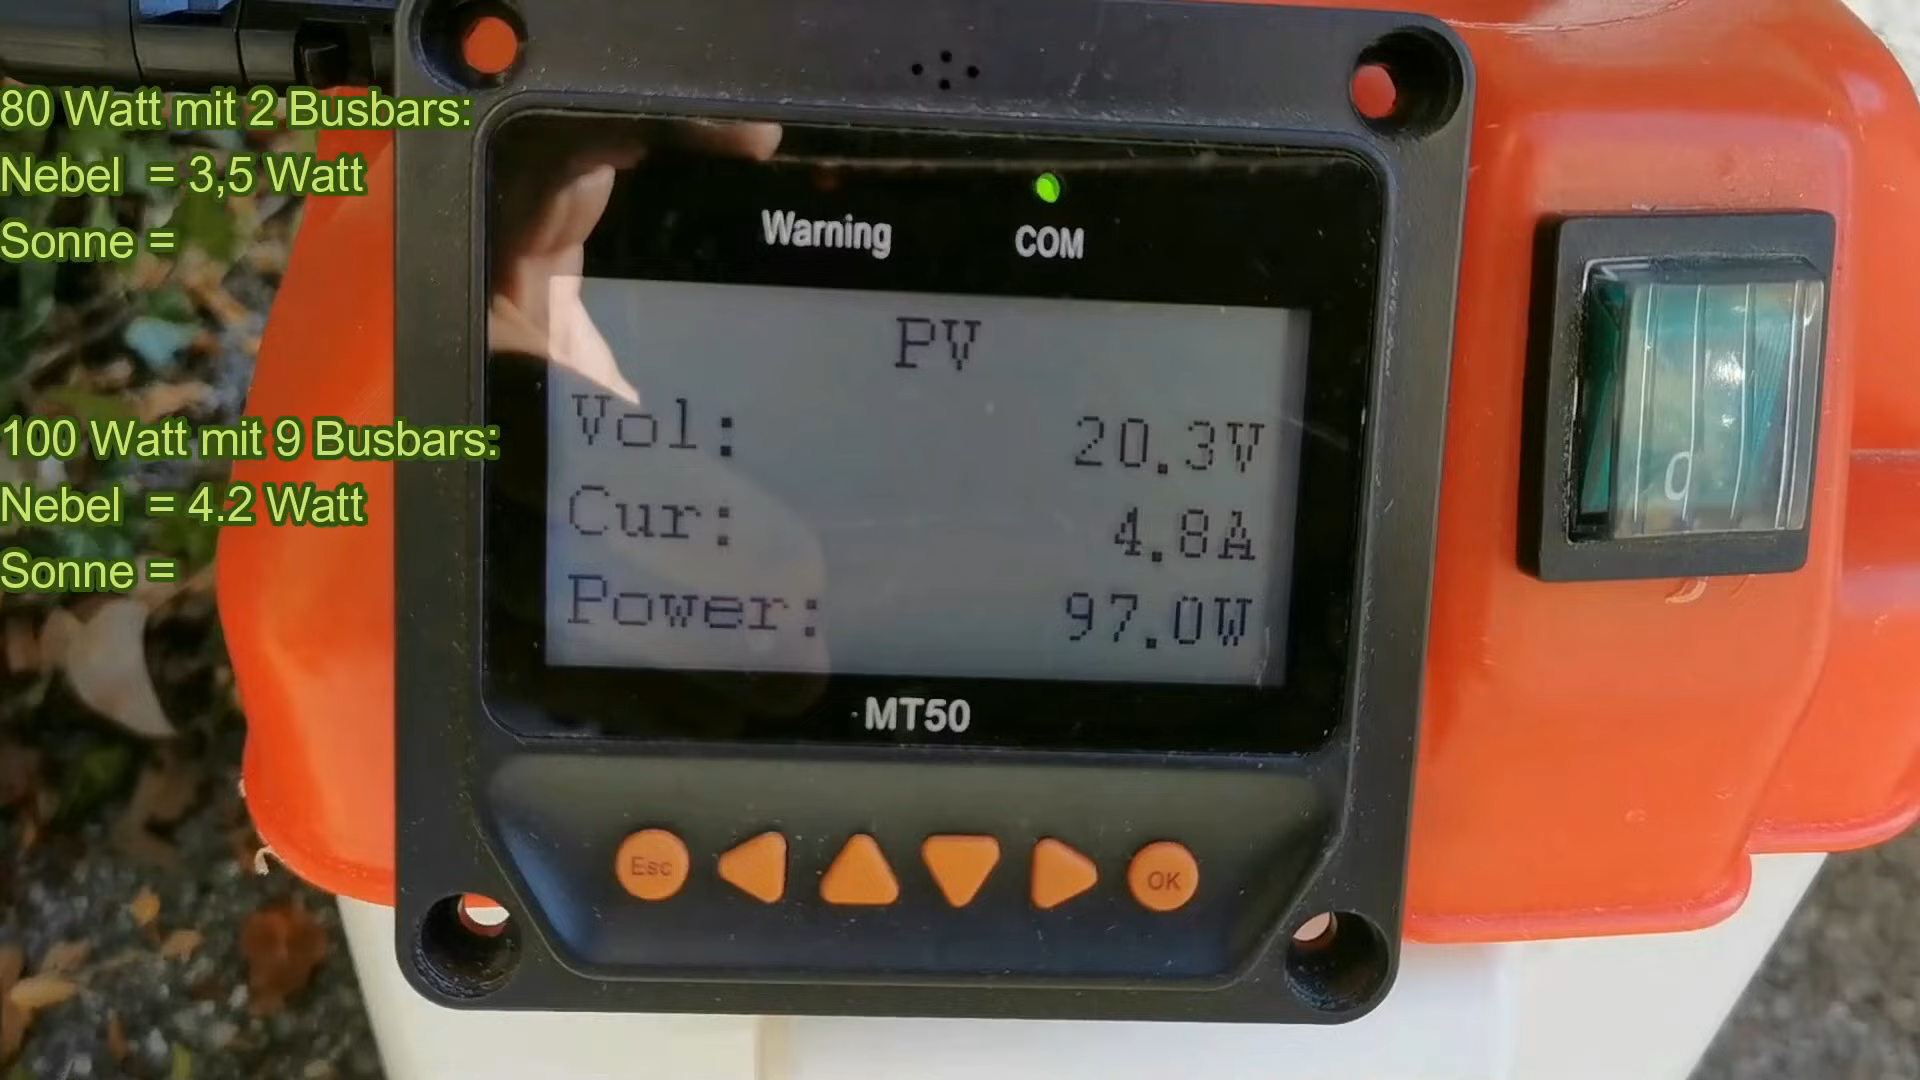 80 Watt mit 2 Busbars:
Nebel = 3,5 Watt
Sonne =
100 Watt mit 9 Busbars:
Nebel = 4.2 Watt
Sonne =
Warning COM
PV
Vol: 20.3V
Cur: 4.8A
Power: 97.0W
MT50
Esc OK